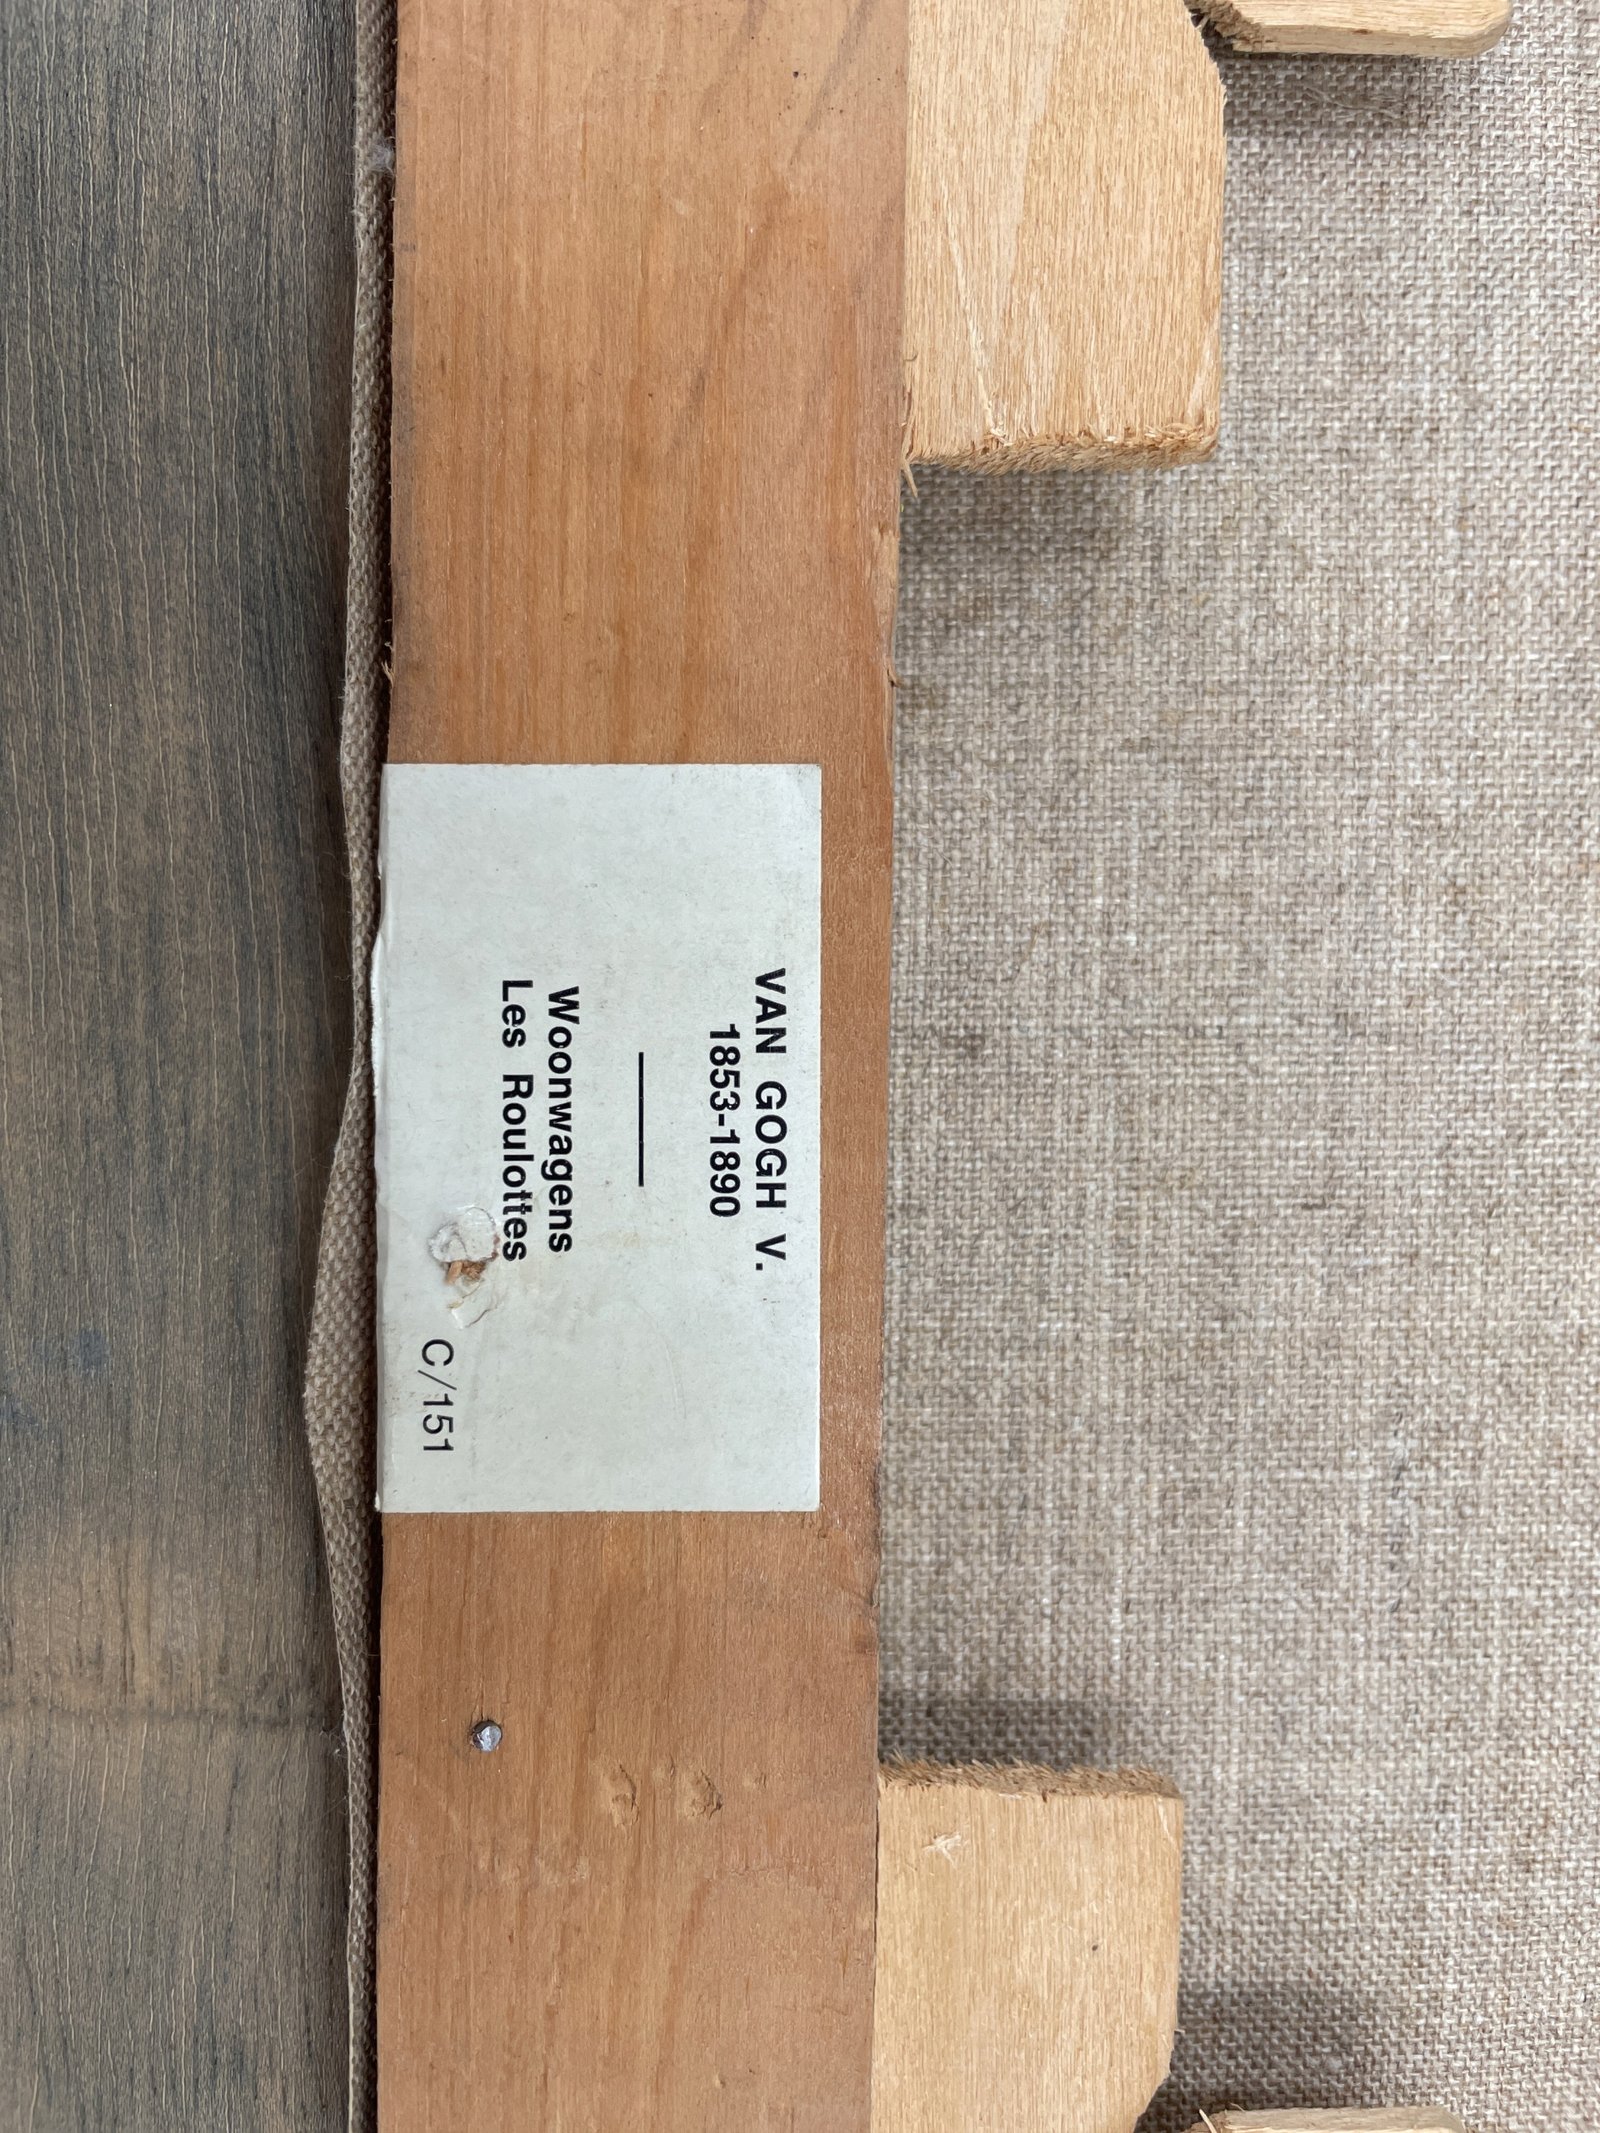 VAN GOGH V.
1853-1890
Woonwagens
Les Roulottes
C/151